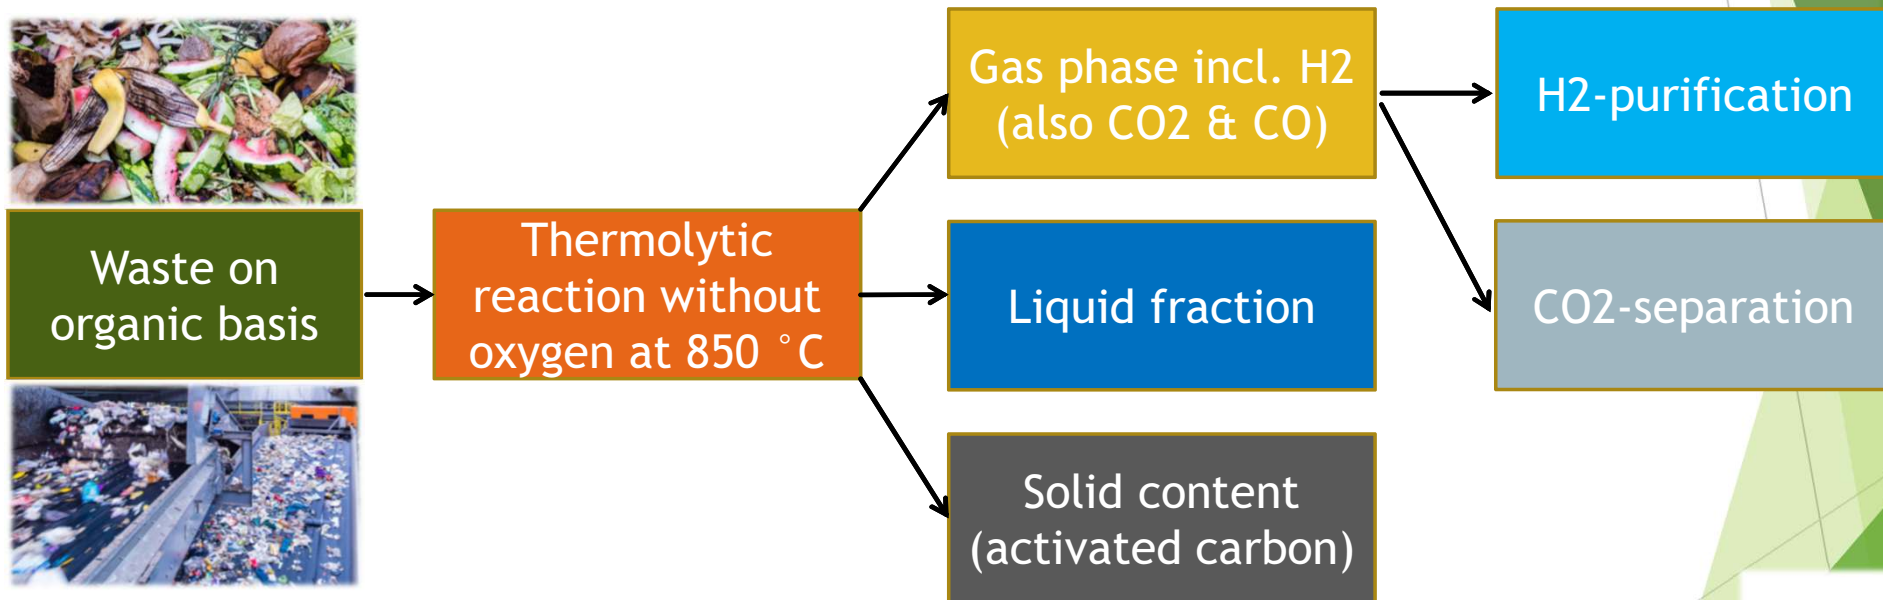 Waste on
organic basis
Thermolytic
reaction without
oxygen at 850 °C
Gas phase incl. H2
(also CO2 & CO)
Liquid fraction
Solid content
(activated carbon)
H2-purification
CO2-separation